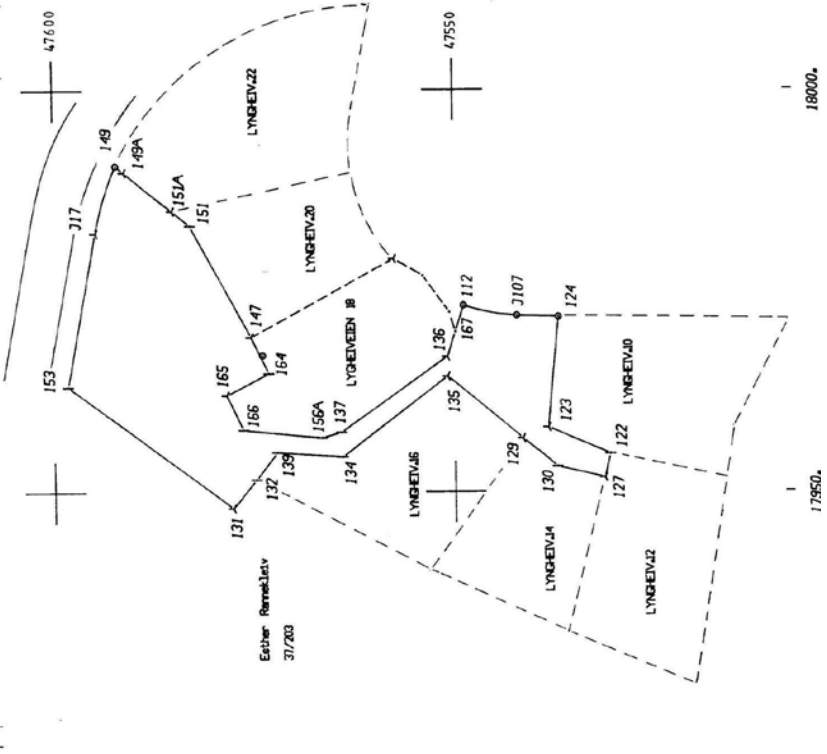 47600
47550
18000.
17950.
149
149A
J17
151A
151
LYNGHEIV.22
LYNGHEIV.20
147
153
164
165
LYGHEIVEIEN 18
166
156A
137
136
167
112
J107
124
135
139
132
134
131
LYNGHEIV.16
129
130
123
122
127
LYNGHEIV.10
LYNGHEIV.14
LYNGHEIV.12
Esther Rannekleiv
37/203